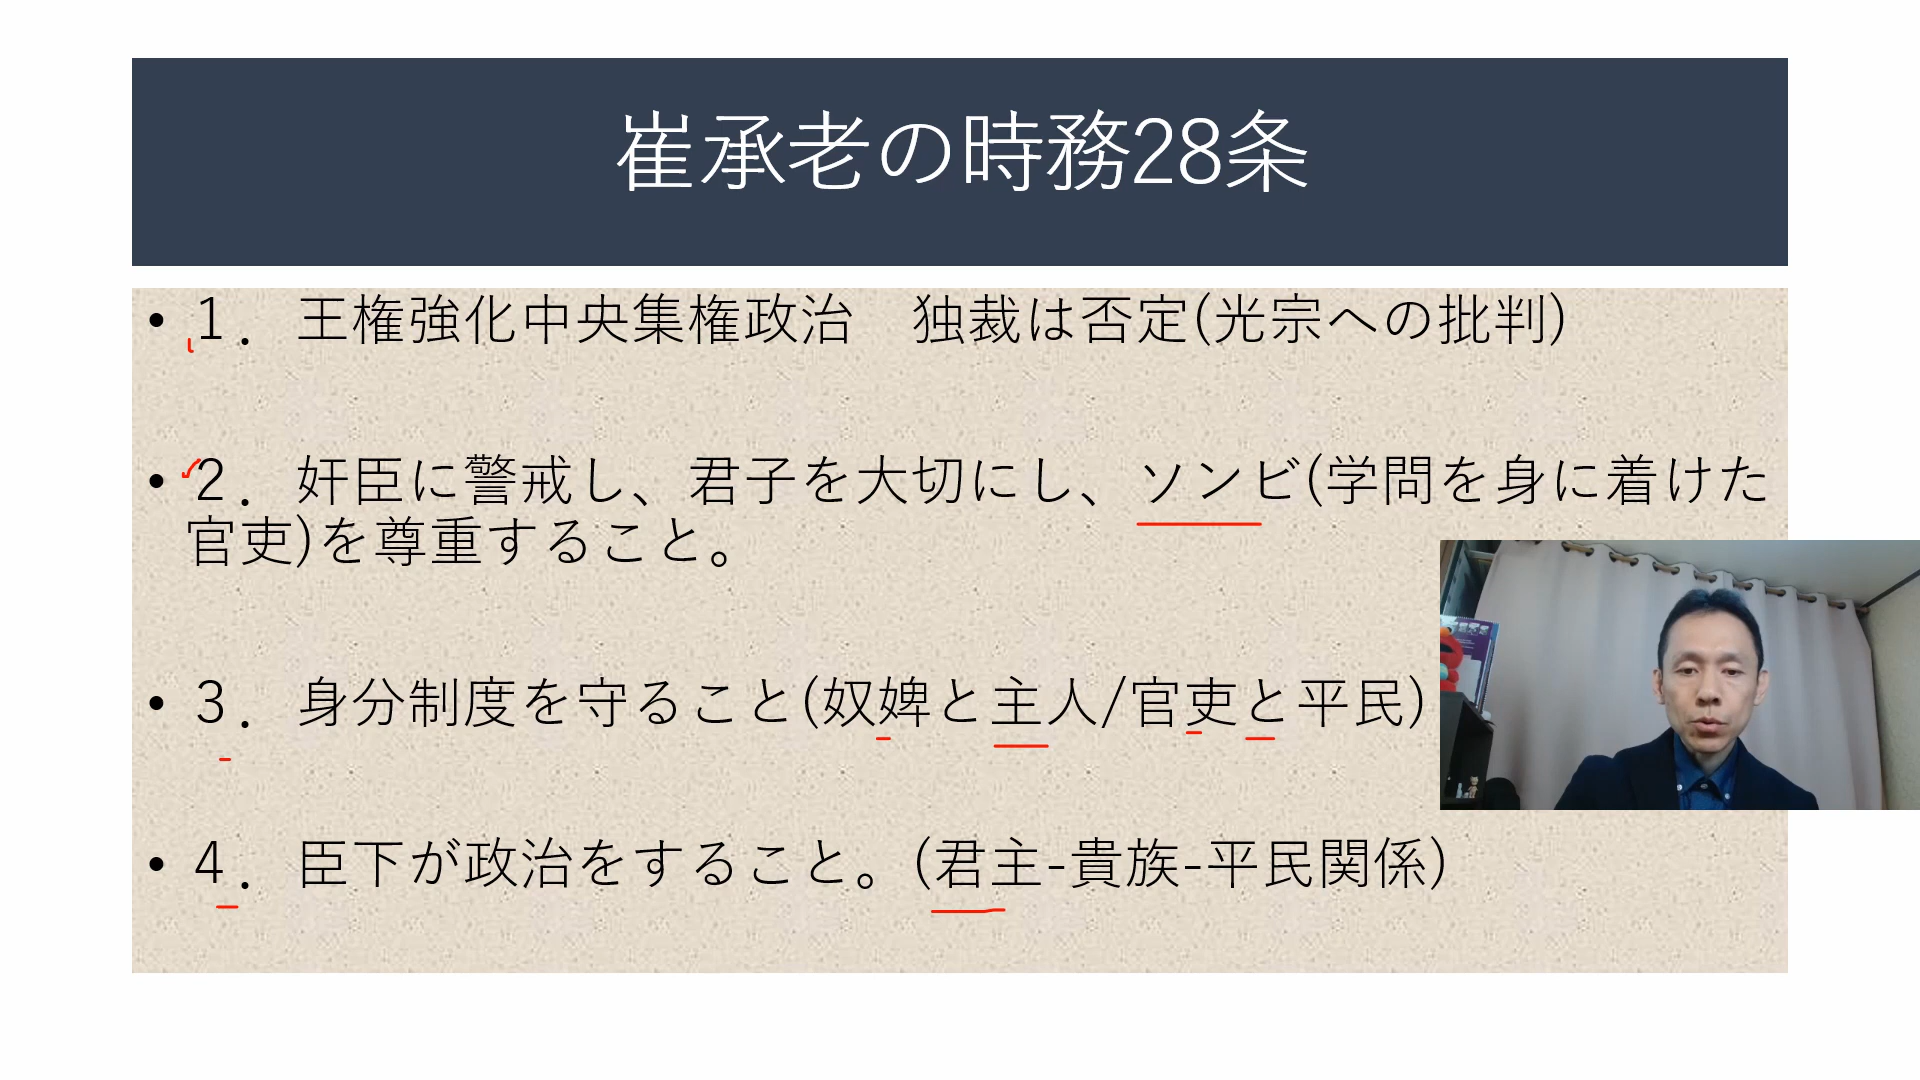 崔承老の時務28条
• １． 王権強化中央集権政治　独裁は否定(光宗への批判)
• ２． 奸臣に警戒し、君子を大切にし、ソンビ(学問を身に着けた
官吏)を尊重すること。
• ３． 身分制度を守ること(奴婢と主人/官吏と平民)
• ４． 臣下が政治をすること。(君主-貴族-平民関係)